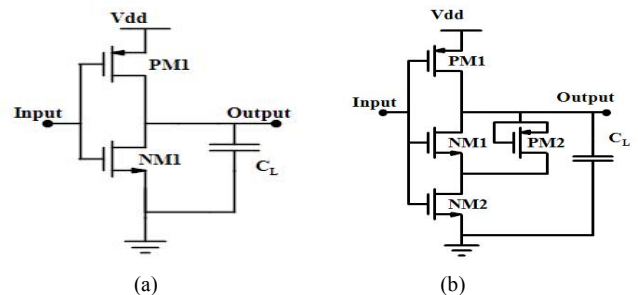 Vdd
PM1
Input
Output
NM1
CL
(a)
Vdd
PM1
Input
Output
NM1
PM2
CL
NM2
(b)